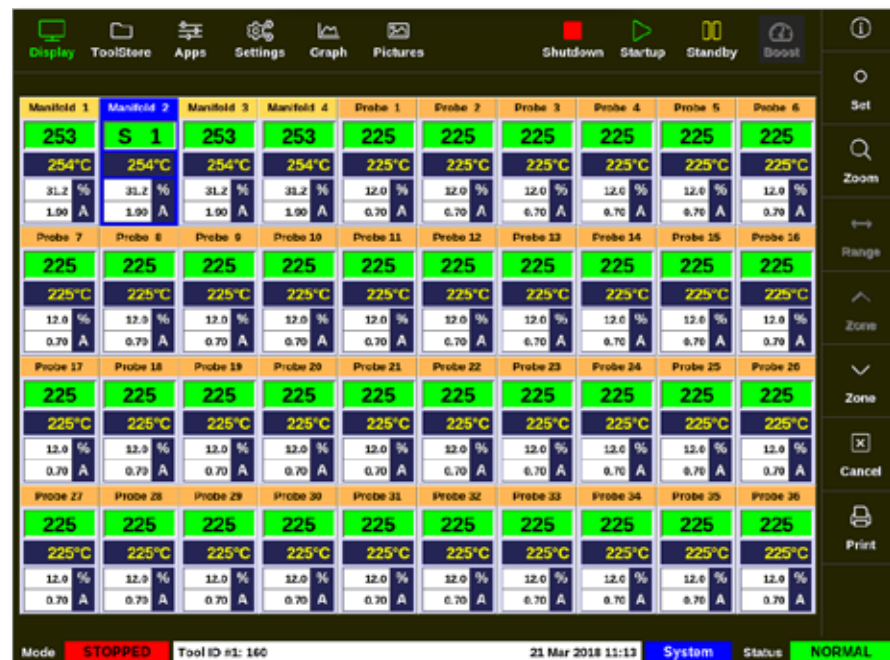 Display ToolStore Apps Settings Graph Pictures Shutdown Startup Standby Boost
Manifold 1 Manifold 2 Manifold 3 Manifold 4 Probe 1 Probe 2 Probe 3 Probe 4 Probe 5 Probe 6
253 S 1 253 253 225 225 225 225 225 225
254°C 254°C 254°C 254°C 225°C 225°C 225°C 225°C 225°C 225°C
31.2 % 31.2 % 31.2 % 31.2 % 12.0 % 12.0 % 12.0 % 12.0 % 12.0 % 12.0 %
1.90 A 1.90 A 1.90 A 1.90 A 0.70 A 0.70 A 0.70 A 0.70 A 0.70 A 0.70 A
Probe 7 Probe 8 Probe 9 Probe 10 Probe 11 Probe 12 Probe 13 Probe 14 Probe 15 Probe 16
225 225 225 225 225 225 225 225 225 225
225°C 225°C 225°C 225°C 225°C 225°C 225°C 225°C 225°C 225°C
12.0 % 12.0 % 12.0 % 12.0 % 12.0 % 12.0 % 12.0 % 12.0 % 12.0 % 12.0 %
0.70 A 0.70 A 0.70 A 0.70 A 0.70 A 0.70 A 0.70 A 0.70 A 0.70 A 0.70 A
Probe 17 Probe 18 Probe 19 Probe 20 Probe 21 Probe 22 Probe 23 Probe 24 Probe 25 Probe 26
225 225 225 225 225 225 225 225 225 225
225°C 225°C 225°C 225°C 225°C 225°C 225°C 225°C 225°C 225°C
12.0 % 12.0 % 12.0 % 12.0 % 12.0 % 12.0 % 12.0 % 12.0 % 12.0 % 12.0 %
0.70 A 0.70 A 0.70 A 0.70 A 0.70 A 0.70 A 0.70 A 0.70 A 0.70 A 0.70 A
Probe 27 Probe 28 Probe 29 Probe 30 Probe 31 Probe 32 Probe 33 Probe 34 Probe 35 Probe 36
225 225 225 225 225 225 225 225 225 225
225°C 225°C 225°C 225°C 225°C 225°C 225°C 225°C 225°C 225°C
12.0 % 12.0 % 12.0 % 12.0 % 12.0 % 12.0 % 12.0 % 12.0 % 12.0 % 12.0 %
0.70 A 0.70 A 0.70 A 0.70 A 0.70 A 0.70 A 0.70 A 0.70 A 0.70 A 0.70 A
Set
Zoom
Range
Zone
Zone
Cancel
Print
Mode STOPPED Tool ID #1: 160 21 Mar 2018 11:13 System Status NORMAL